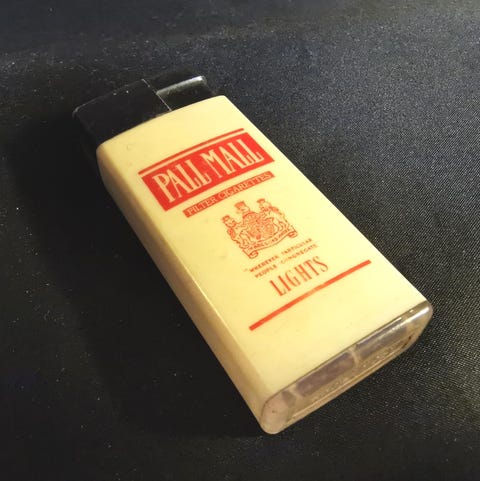 PALL MALL
FILTER CIGARETTES
"WHEREVER PARTICULAR
PEOPLE CONGREGATE"
LIGHTS